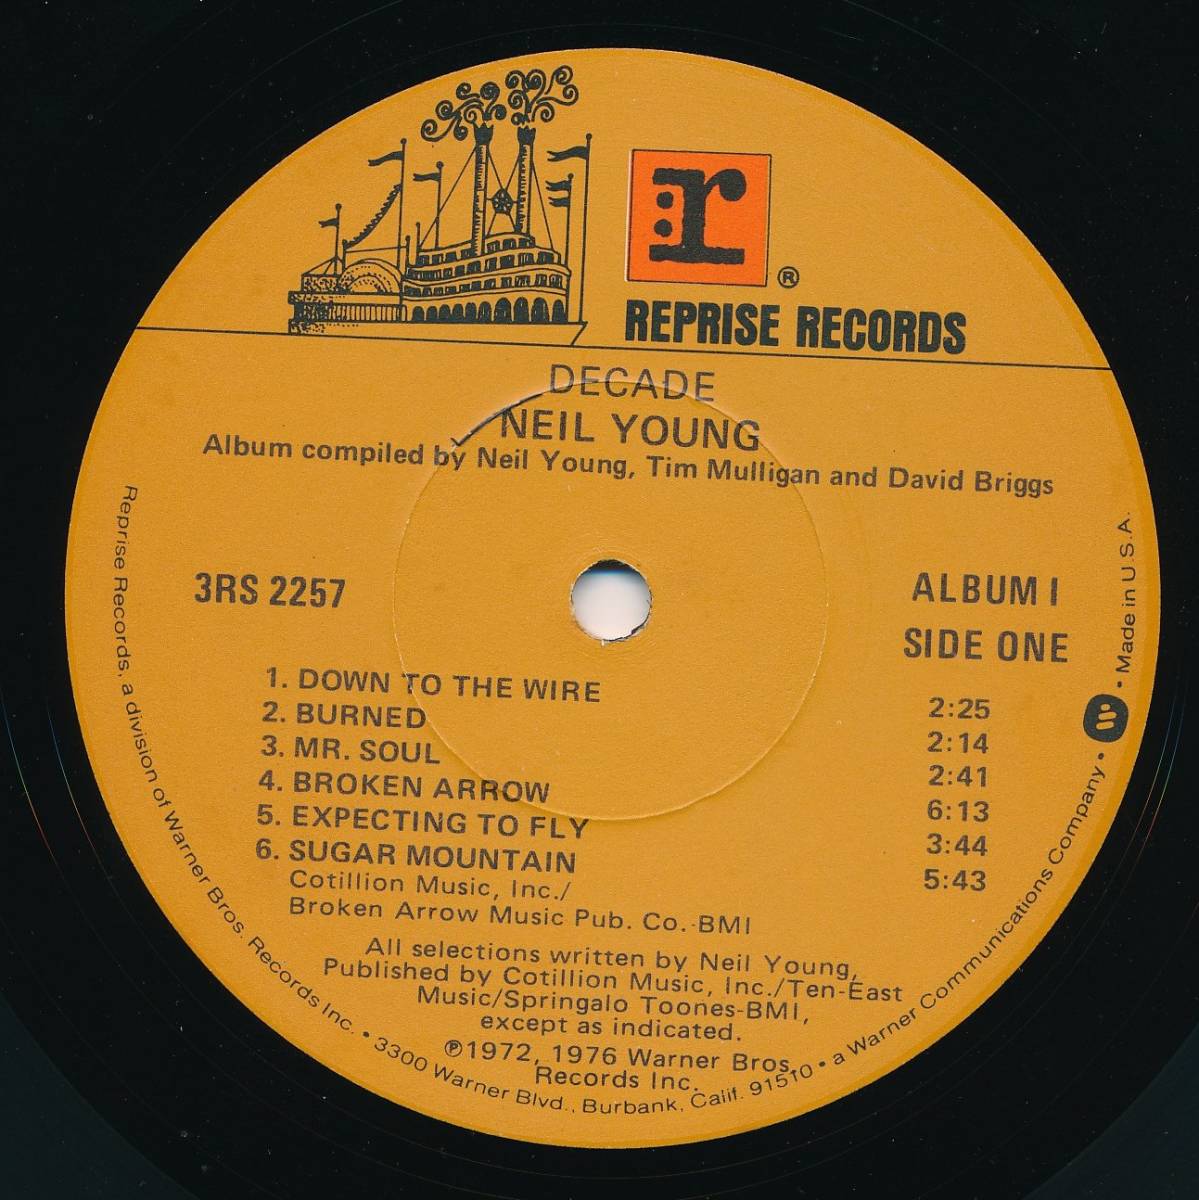 r
®
REPRISE RECORDS
DECADE
NEIL YOUNG
Album compiled by Neil Young, Tim Mulligan and David Briggs
3RS 2257
ALBUM I
SIDE ONE
1. DOWN TO THE WIRE 2:25
2. BURNED 2:14
3. MR. SOUL 2:41
4. BROKEN ARROW 6:13
5. EXPECTING TO FLY 3:44
6. SUGAR MOUNTAIN 5:43
Cotillion Music, Inc./
Broken Arrow Music Pub. Co.-BMI
All selections written by Neil Young,
Published by Cotillion Music, Inc./Ten-East
Music/Springalo Toones-BMI,
except as indicated.
℗1972, 1976 Warner Bros.
Records Inc.
Reprise Records, a division of Warner Bros. Records Inc. • 3300 Warner Blvd., Burbank, Calif. 91510 • a Warner Communications Company • W • Made in U.S.A.